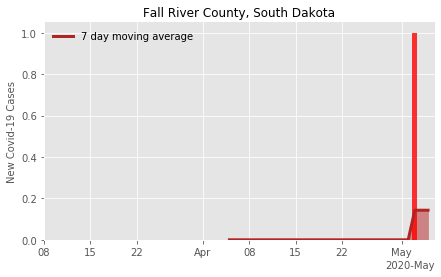 Fall River County, South Dakota
7 day moving average
New Covid-19 Cases
1.0
0.8
0.6
0.4
0.2
0.0
08 15 22 Apr 08 15 22 May
2020-May